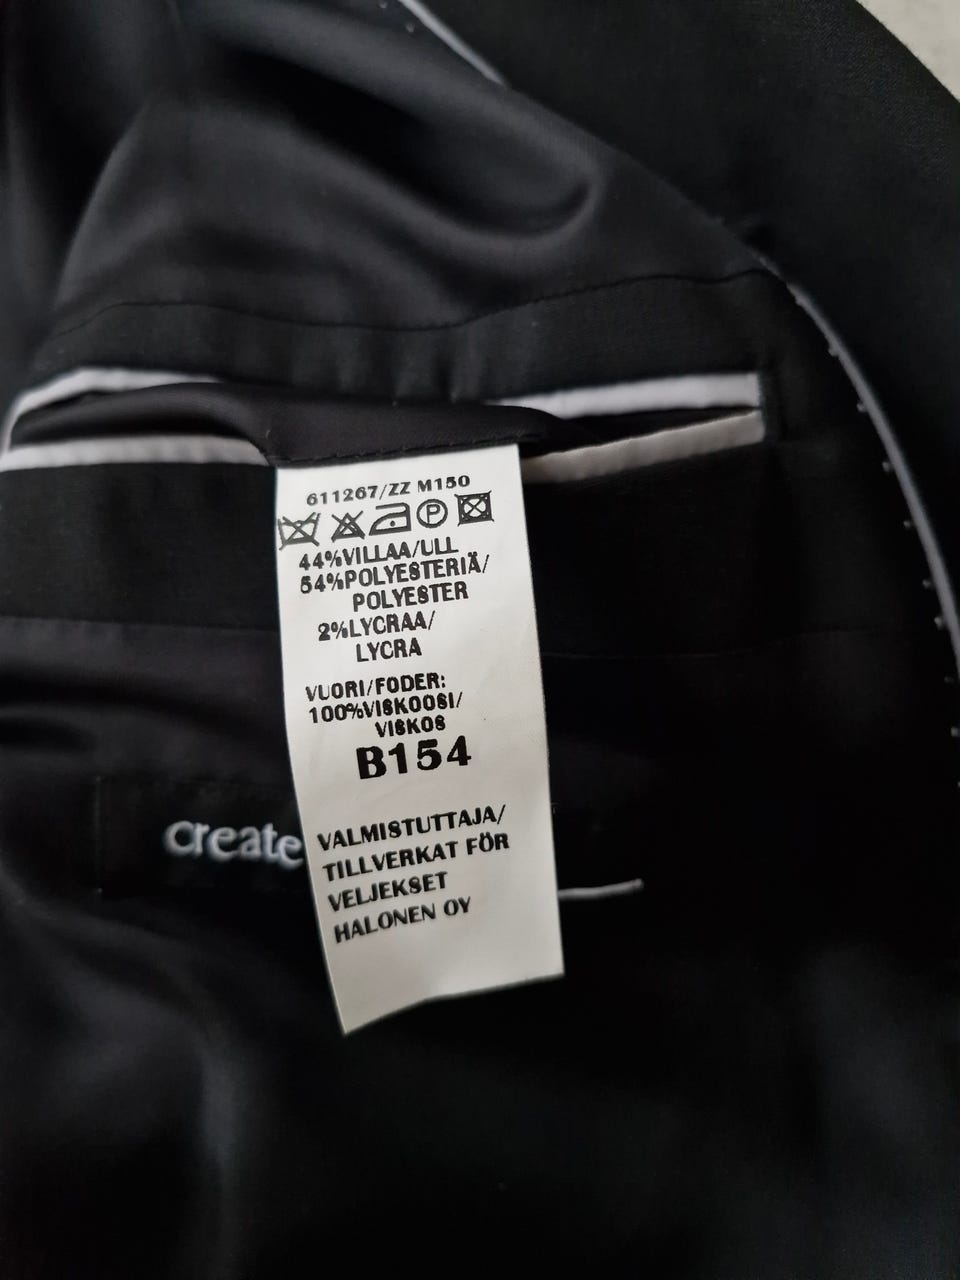 611267/ZZ M150
P
44%VILLAA/ULL
54%POLYESTERIÄ/
POLYESTER
2%LYCRAA/
LYCRA
VUORI/FODER:
100%VISKOOSI/
VISKOS
B154
VALMISTUTTAJA/
TILLVERKAT FÖR
VELJEKSET
HALONEN OY
create